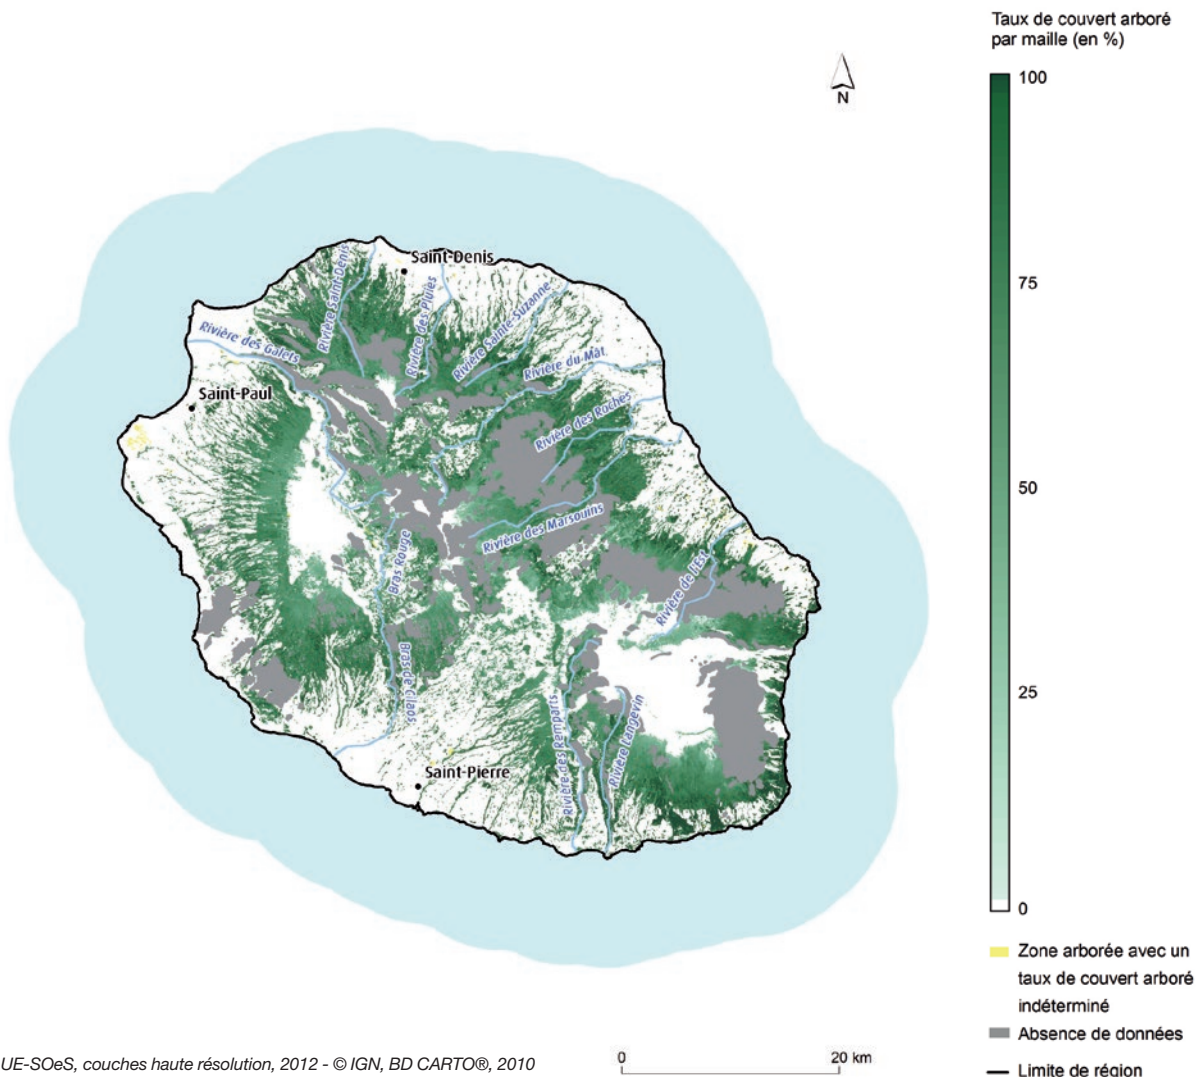 Taux de couvert arboré
par maille (en %)
100
75
50
25
0
N
Saint-Denis
Rivière Saint-Denis
Rivière des Pluies
Rivière Sainte-Suzanne
Rivière des Galets
Rivière du Mât
Saint-Paul
Rivière des Roches
Rivière des Marsouins
Bras Rouge
Rivière de l'Est
Bras de Cilaos
Rivière des Remparts
Rivière Langevin
Saint-Pierre
Zone arborée avec un
taux de couvert arboré
indéterminé
Absence de données
Limite de région
UE-SOeS, couches haute résolution, 2012 - © IGN, BD CARTO®, 2010
0 20 km